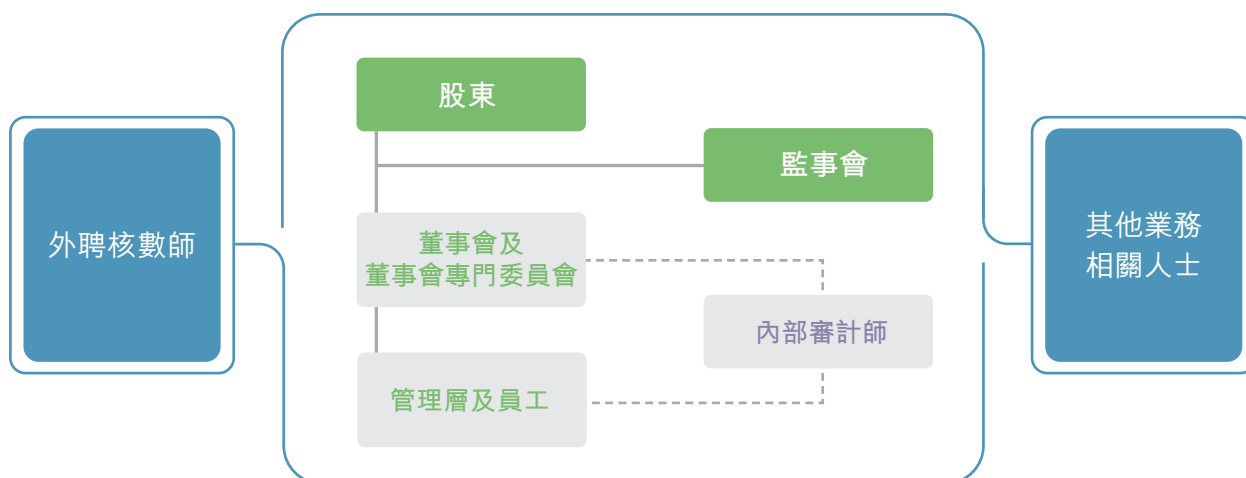 股東
監事會
外聘核數師
董事會及
董事會專門委員會
其他業務
相關人士
內部審計師
管理層及員工